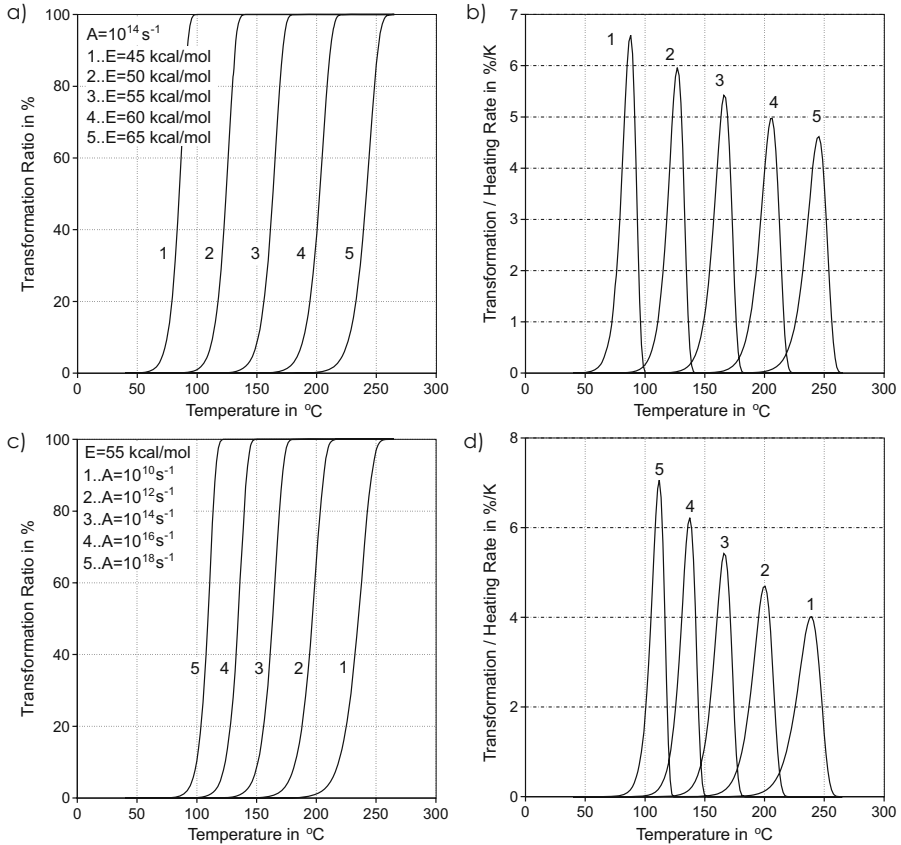 a)
Transformation Ratio in %
100
80
60
40
20
0
A=10¹⁴s⁻¹
1..E=45 kcal/mol
2..E=50 kcal/mol
3..E=55 kcal/mol
4..E=60 kcal/mol
5..E=65 kcal/mol
1 2 3 4 5
0 50 100 150 200 250 300
Temperature in °C
b)
Transformation / Heating Rate in %/K
7
6
5
4
3
2
1
0
1
2
3
4
5
0 50 100 150 200 250 300
Temperature in °C
c)
Transformation Ratio in %
100
80
60
40
20
0
E=55 kcal/mol
1..A=10¹⁰s⁻¹
2..A=10¹²s⁻¹
3..A=10¹⁴s⁻¹
4..A=10¹⁶s⁻¹
5..A=10¹⁸s⁻¹
5 4 3 2 1
0 50 100 150 200 250 300
Temperature in °C
d)
Transformation / Heating Rate in %/K
8
6
4
2
0
5
4
3
2
1
0 50 100 150 200 250 300
Temperature in °C